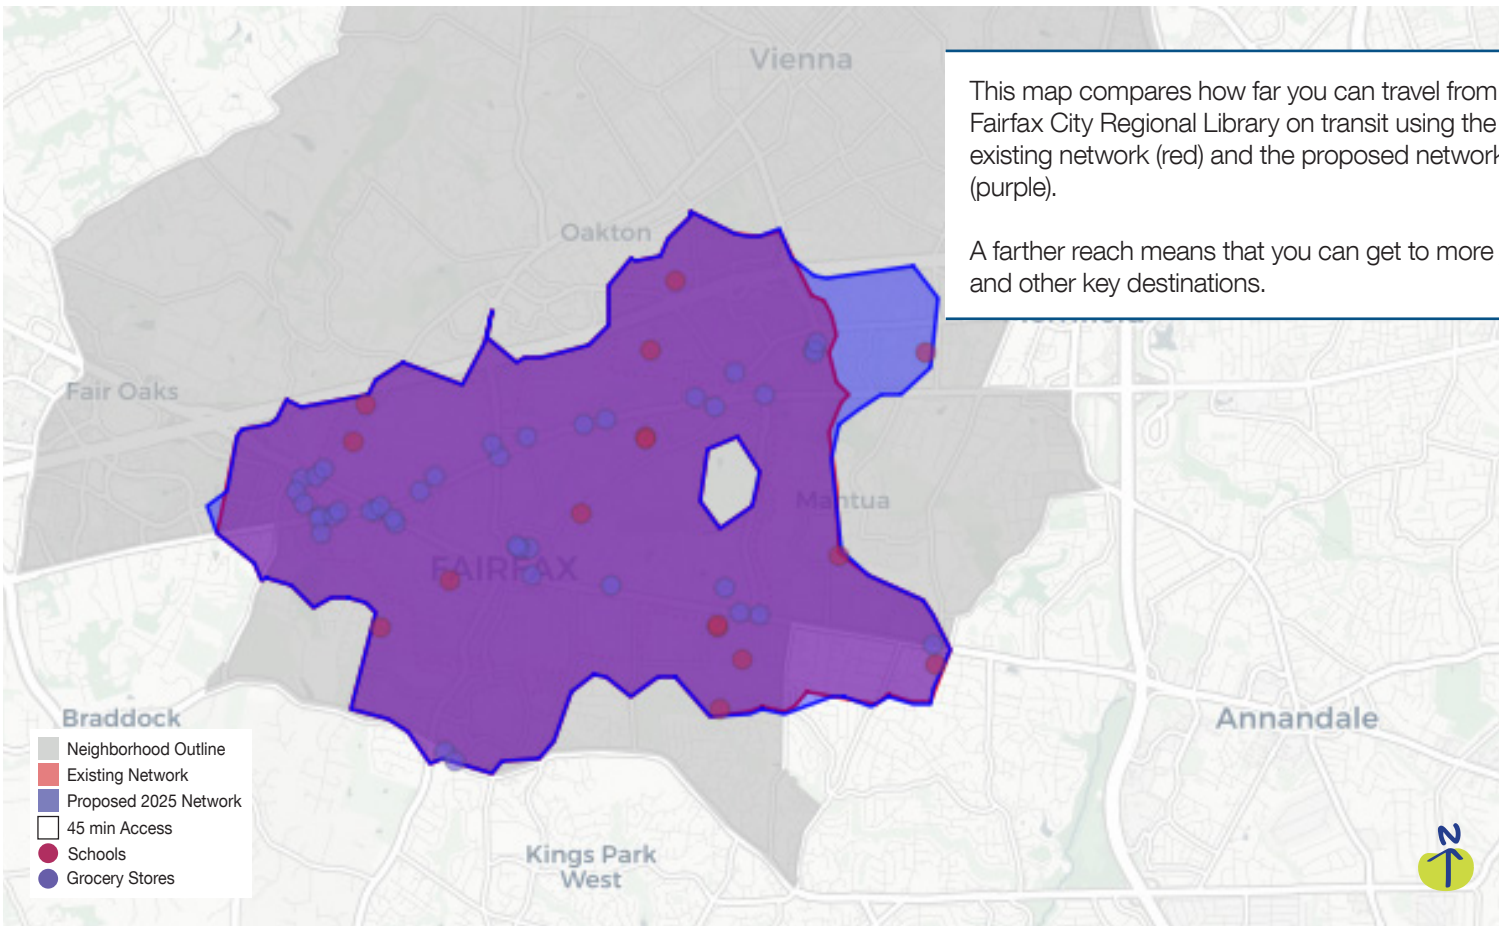 Vienna
This map compares how far you can travel from
Fairfax City Regional Library on transit using the
existing network (red) and the proposed network
(purple).
A farther reach means that you can get to more
and other key destinations.
Oakton
Fair Oaks
Mantua
FAIRFAX
Braddock
Annandale
Kings Park
West
Neighborhood Outline
Existing Network
Proposed 2025 Network
45 min Access
Schools
Grocery Stores
N